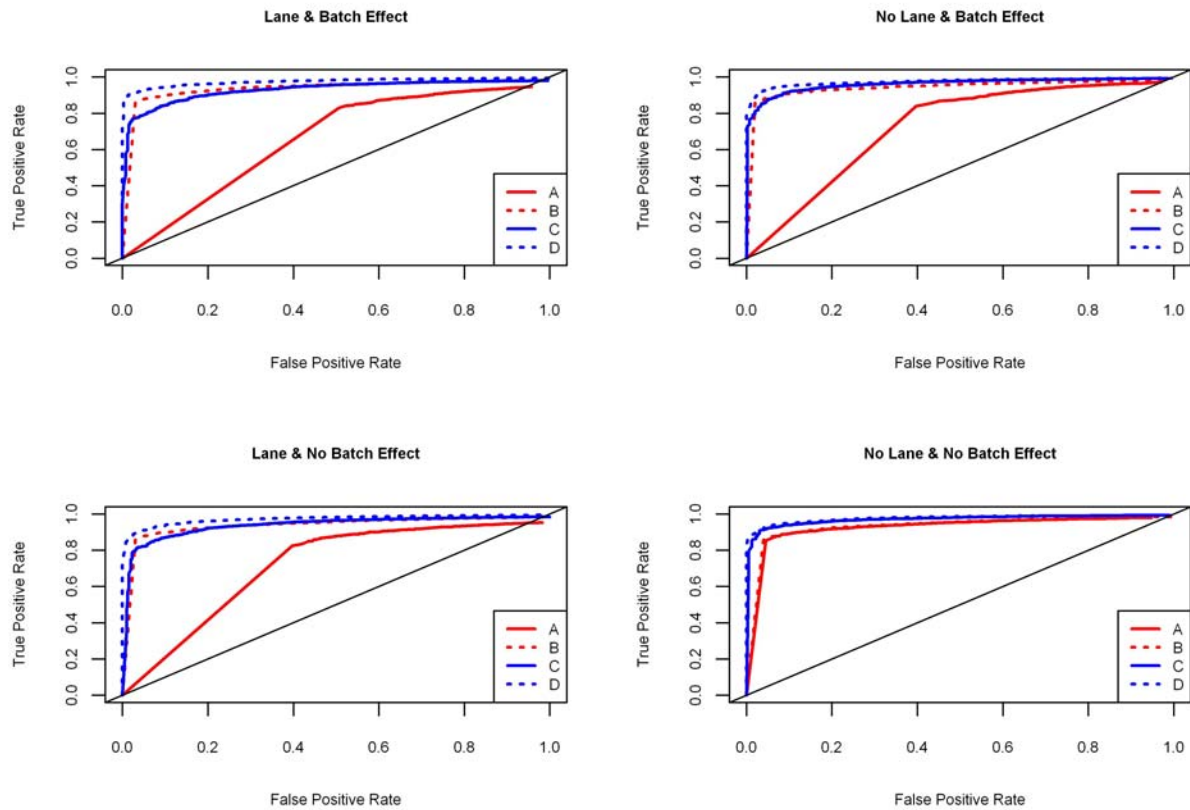 Lane & Batch Effect
True Positive Rate
1.0
0.8
0.6
0.4
0.2
0.0
A
B
C
D
0.0 0.2 0.4 0.6 0.8 1.0
False Positive Rate
No Lane & Batch Effect
True Positive Rate
1.0
0.8
0.6
0.4
0.2
0.0
A
B
C
D
0.0 0.2 0.4 0.6 0.8 1.0
False Positive Rate
Lane & No Batch Effect
True Positive Rate
1.0
0.8
0.6
0.4
0.2
0.0
A
B
C
D
0.0 0.2 0.4 0.6 0.8 1.0
False Positive Rate
No Lane & No Batch Effect
True Positive Rate
1.0
0.8
0.6
0.4
0.2
0.0
A
B
C
D
0.0 0.2 0.4 0.6 0.8 1.0
False Positive Rate